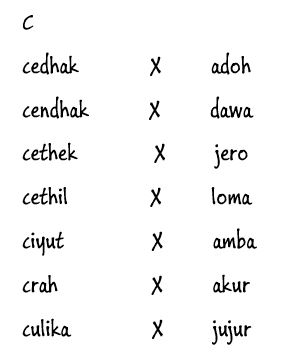 C
cedhak X adoh
cendhak X dawa
cethek X jero
cethil X loma
ciyut X amba
crah X akur
culika X jujur